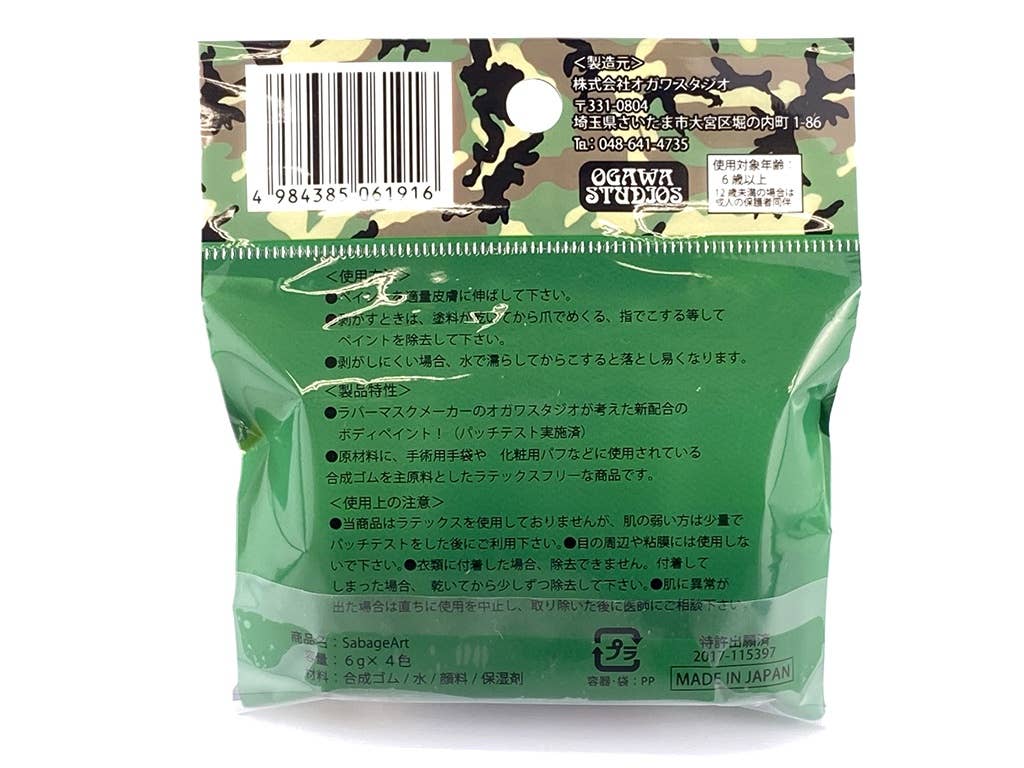 4 984385 061916
＜製造元＞
株式会社オガワスタジオ
〒331-0804
埼玉県さいたま市大宮区堀の内町 1-86
℡：048-641-4735
OGAWA
STUDIOS
使用対象年齢：
6 歳以上
12 歳未満の場合は
成人の保護者同伴
＜使用方法＞
●ペイントを適量皮膚に伸ばして下さい。
●剥がすときは、塗料が乾いてから爪でめくる、指でこする等して
ペイントを除去して下さい。
●剥がしにくい場合、水で濡らしてからこすると落とし易くなります。
＜製品特性＞
●ラバーマスクメーカーのオガワスタジオが考えた新配合の
ボディペイント！（パッチテスト実施済）
●原材料に、手術用手袋や 化粧用パフなどに使用されている
合成ゴムを主原料としたラテックスフリーな商品です。
＜使用上の注意＞
●当商品はラテックスを使用しておりませんが、肌の弱い方は少量で
パッチテストをした後にご利用下さい。●目の周辺や粘膜には使用しな
いで下さい。●衣類に付着した場合、除去できません。付着して
しまった場合、 乾いてから少しずつ除去して下さい。●肌に異常が
出た場合は直ちに使用を中止し、取り除いた後に医師にご相談下さい。
商品名：SabageArt
容量：6g× 4色
材料：合成ゴム / 水 / 顔料 / 保湿剤
プラ
容器・袋：PP
特許出願済
2017-115397
MADE IN JAPAN